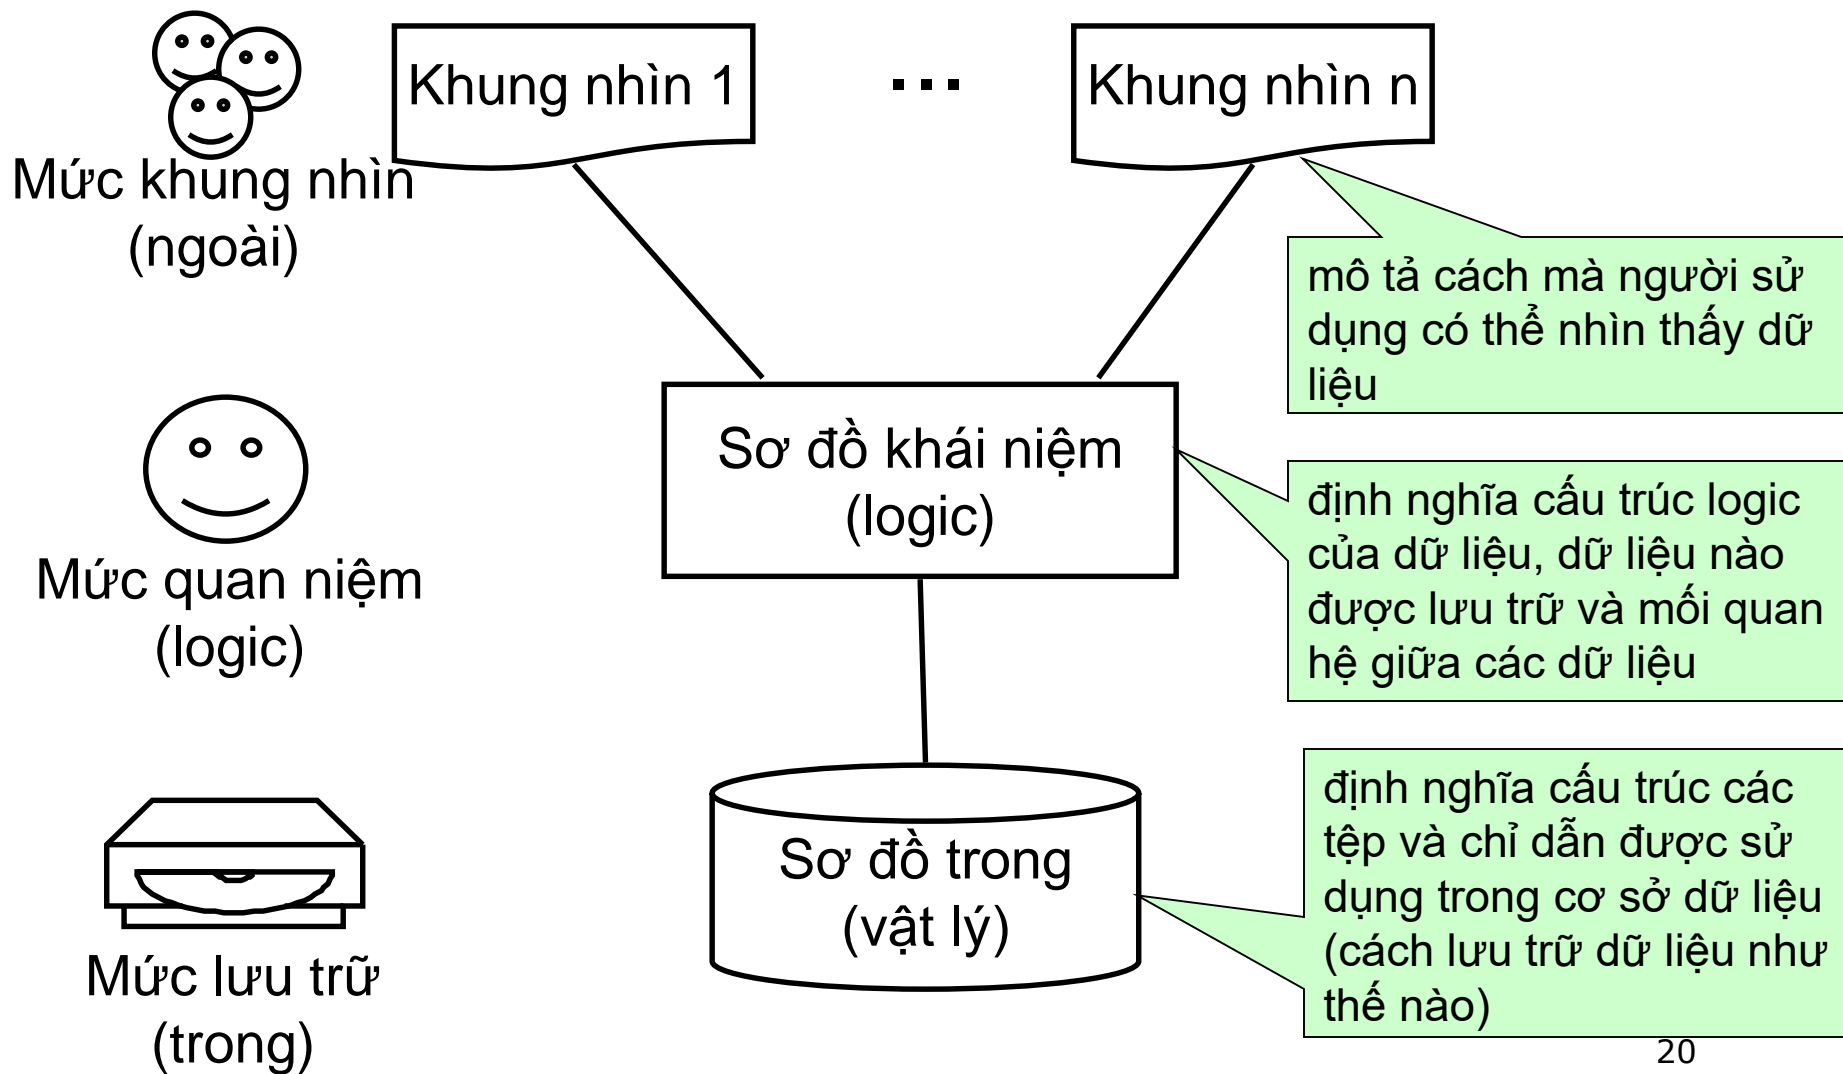 Khung nhìn 1
...
Khung nhìn n
Mức khung nhìn
(ngoài)
mô tả cách mà người sử
dụng có thể nhìn thấy dữ
liệu
Sơ đồ khái niệm
(logic)
Mức quan niệm
(logic)
định nghĩa cấu trúc logic
của dữ liệu, dữ liệu nào
được lưu trữ và mối quan
hệ giữa các dữ liệu
Sơ đồ trong
(vật lý)
định nghĩa cấu trúc các
tệp và chỉ dẫn được sử
dụng trong cơ sở dữ liệu
(cách lưu trữ dữ liệu như
thế nào)
Mức lưu trữ
(trong)
20